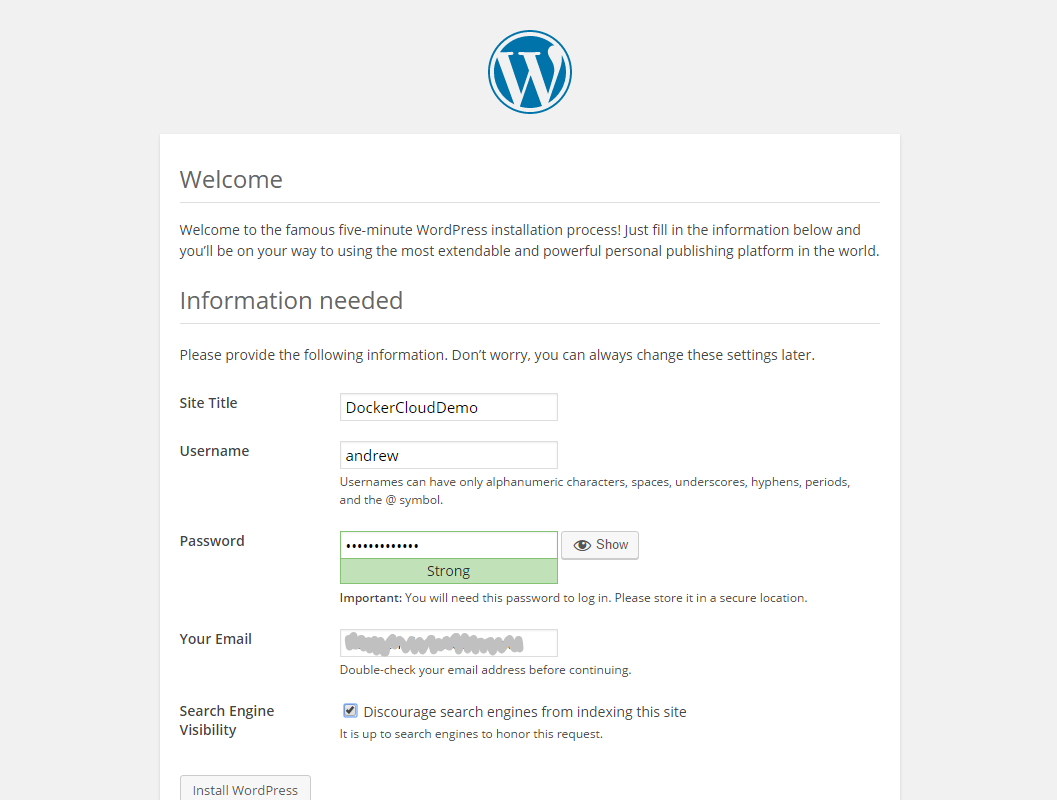 Welcome
Welcome to the famous five-minute WordPress installation process! Just fill in the information below and
you’ll be on your way to using the most extendable and powerful personal publishing platform in the world.
Information needed
Please provide the following information. Don’t worry, you can always change these settings later.
Site Title
DockerCloudDemo
Username
andrew
Usernames can have only alphanumeric characters, spaces, underscores, hyphens, periods,
and the @ symbol.
Password
•••••••••••••
Show
Strong
Important: You will need this password to log in. Please store it in a secure location.
Your Email
Double-check your email address before continuing.
Search Engine
Visibility
Discourage search engines from indexing this site
It is up to search engines to honor this request.
Install WordPress